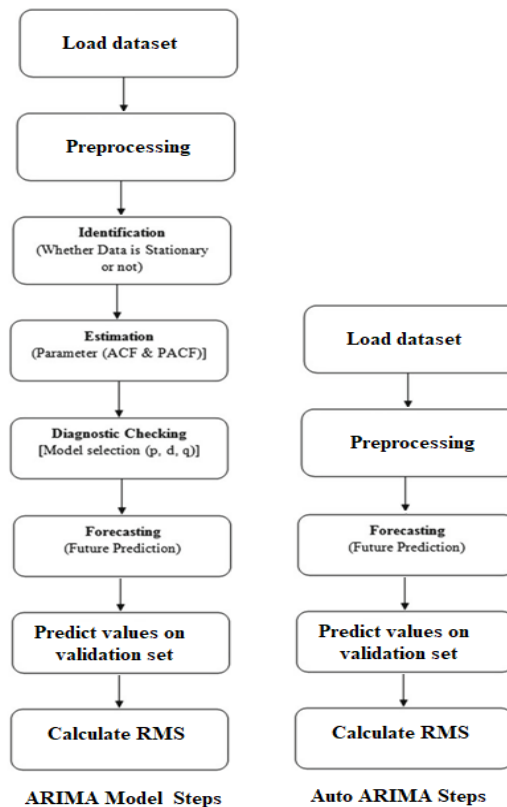 Load dataset
Preprocessing
Identification
(Whether Data is Stationary
or not)
Estimation
(Parameter (ACF & PACF)]
Diagnostic Checking
[Model selection (p, d, q)]
Forecasting
(Future Prediction)
Predict values on
validation set
Calculate RMS
ARIMA Model Steps
Load dataset
Preprocessing
Forecasting
(Future Prediction)
Predict values on
validation set
Calculate RMS
Auto ARIMA Steps